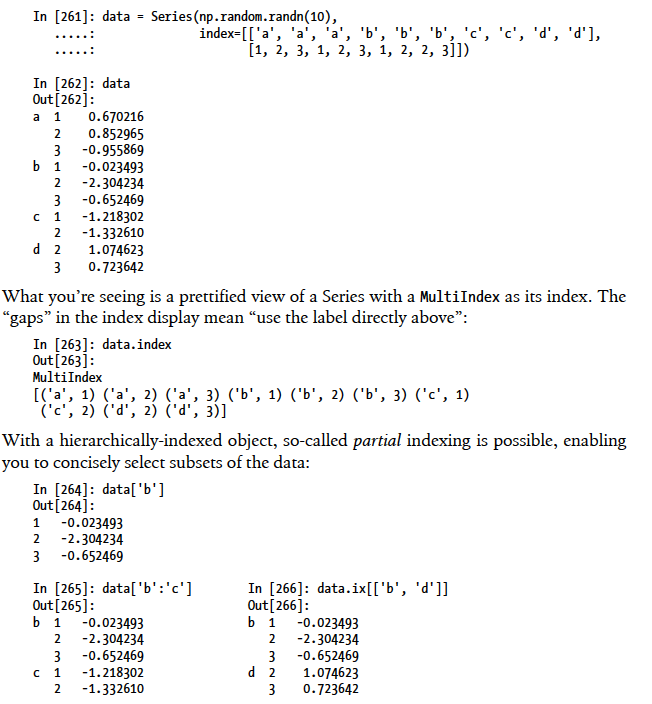 In [261]: data = Series(np.random.randn(10),
.....: index=[['a', 'a', 'a', 'b', 'b', 'b', 'c', 'c', 'd', 'd'],
.....: [1, 2, 3, 1, 2, 3, 1, 2, 2, 3]])
In [262]: data
Out[262]:
a 1 0.670216
2 0.852965
3 -0.955869
b 1 -0.023493
2 -2.304234
3 -0.652469
c 1 -1.218302
2 -1.332610
d 2 1.074623
3 0.723642
What you’re seeing is a prettified view of a Series with a MultiIndex as its index. The
“gaps” in the index display mean “use the label directly above”:
In [263]: data.index
Out[263]:
MultiIndex
[('a', 1) ('a', 2) ('a', 3) ('b', 1) ('b', 2) ('b', 3) ('c', 1)
('c', 2) ('d', 2) ('d', 3)]
With a hierarchically-indexed object, so-called partial indexing is possible, enabling
you to concisely select subsets of the data:
In [264]: data['b']
Out[264]:
1 -0.023493
2 -2.304234
3 -0.652469
In [265]: data['b':'c']
Out[265]:
b 1 -0.023493
2 -2.304234
3 -0.652469
c 1 -1.218302
2 -1.332610
In [266]: data.ix[['b', 'd']]
Out[266]:
b 1 -0.023493
2 -2.304234
3 -0.652469
d 2 1.074623
3 0.723642